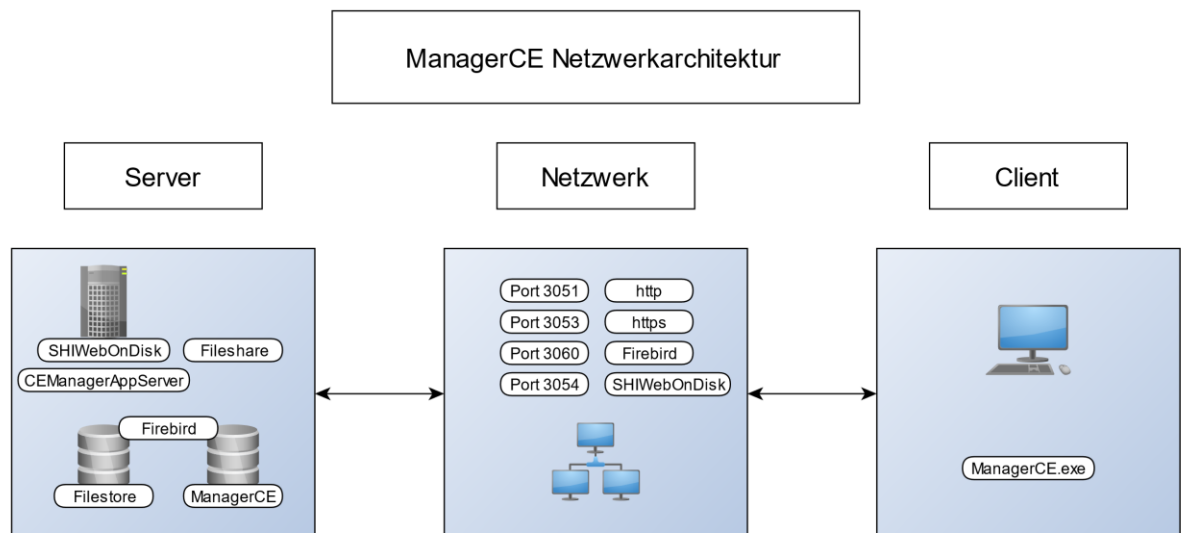 ManagerCE Netzwerkarchitektur
Server
Netzwerk
Client
SHIWebOnDisk
Fileshare
CEManagerAppServer
Firebird
Filestore
ManagerCE
Port 3051
http
Port 3053
https
Port 3060
Firebird
Port 3054
SHIWebOnDisk
ManagerCE.exe